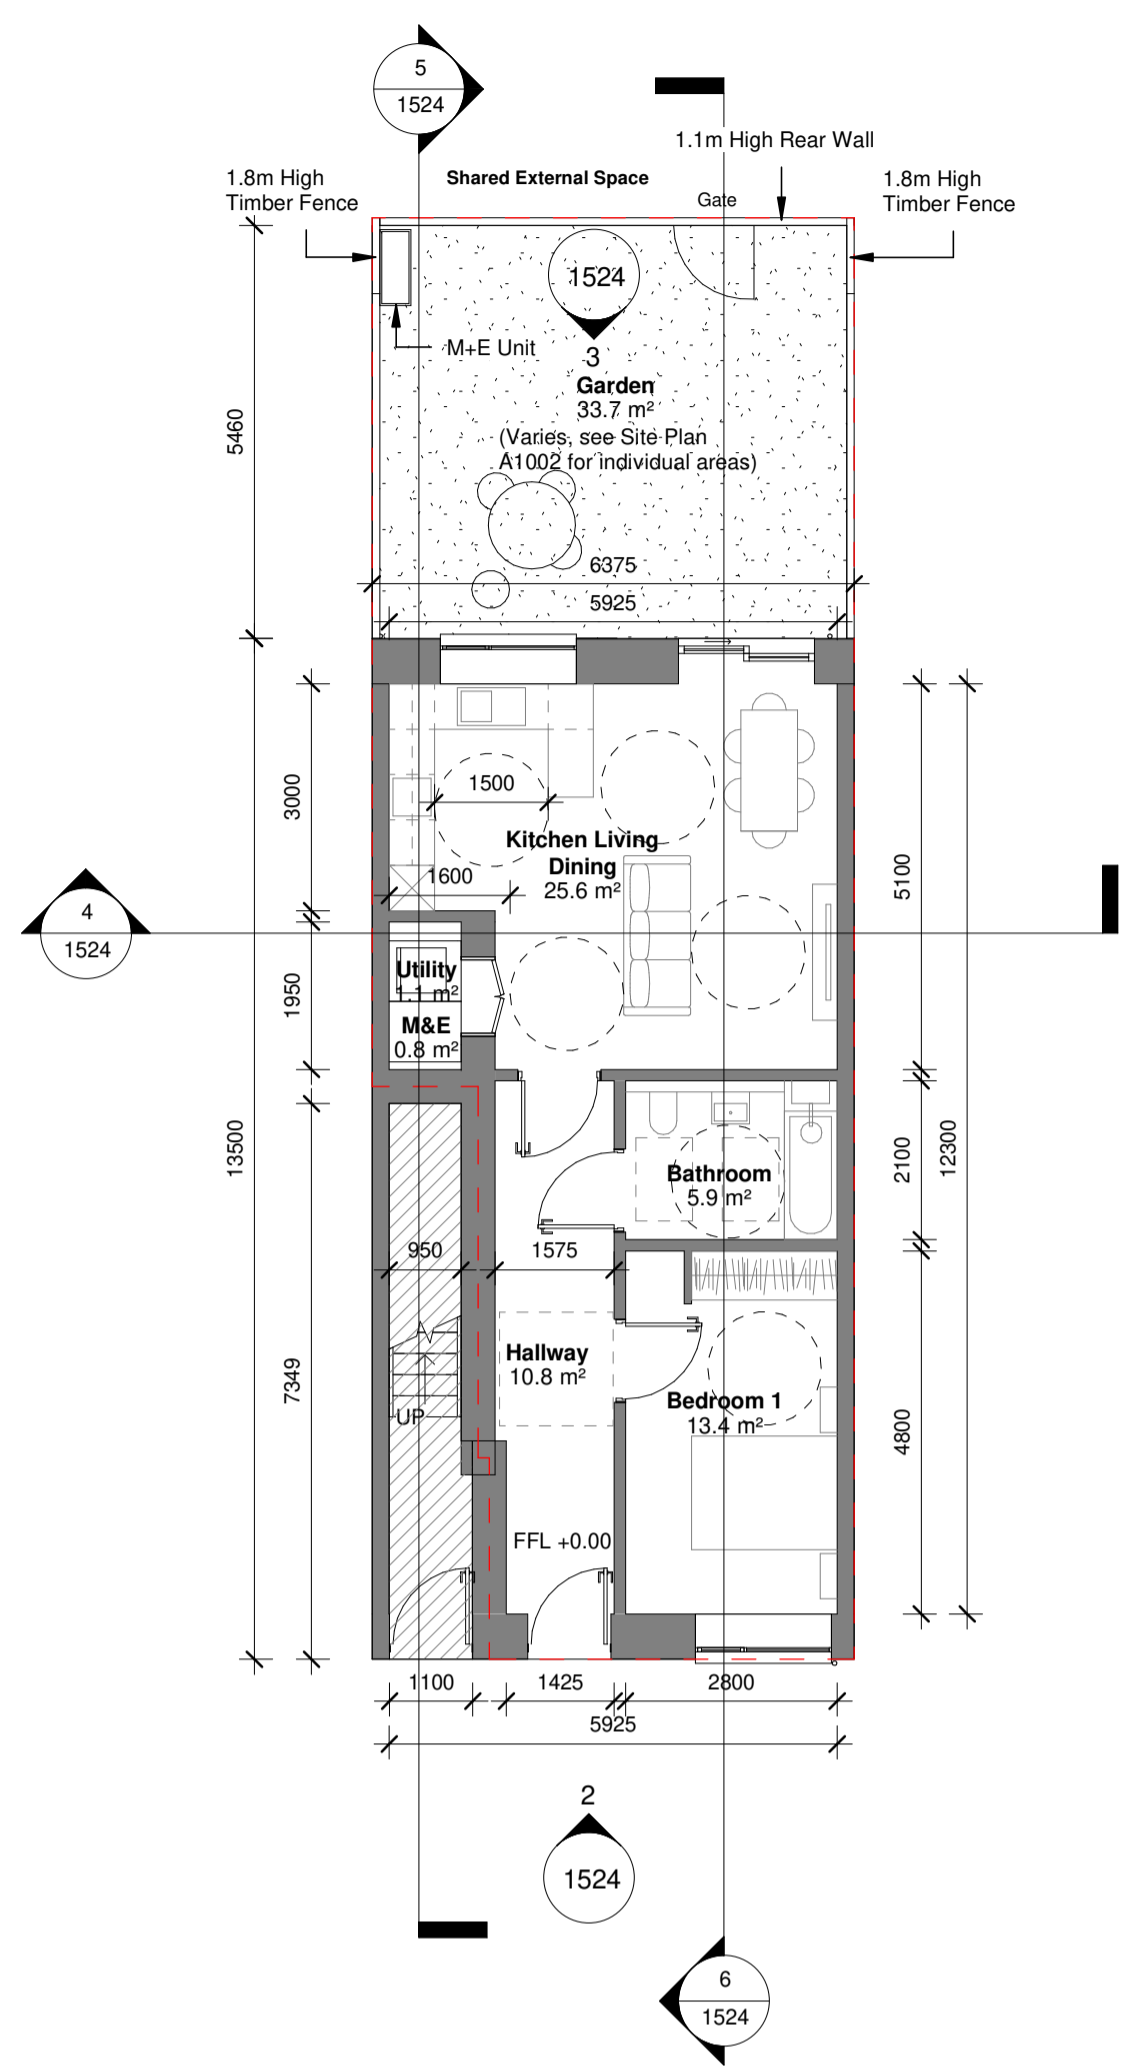 5
1524
1.1m High Rear Wall
1.8m High
Timber Fence
Shared External Space
Gate
1.8m High
Timber Fence
1524
3
M+E Unit
Garden
33.7 m²
(Varies, see Site Plan
A1002 for individual areas)
5460
6375
5925
3000
1500
Kitchen Living
Dining
25.6 m²
1600
5100
4
1524
Utility
1.1 m²
M&E
0.8 m²
1950
13500
Bathroom
5.9 m²
2100
12300
950
1575
Hallway
10.8 m²
7349
UP
Bedroom 1
13.4 m²
4800
FFL +0.00
1100
1425
2800
5925
2
1524
6
1524